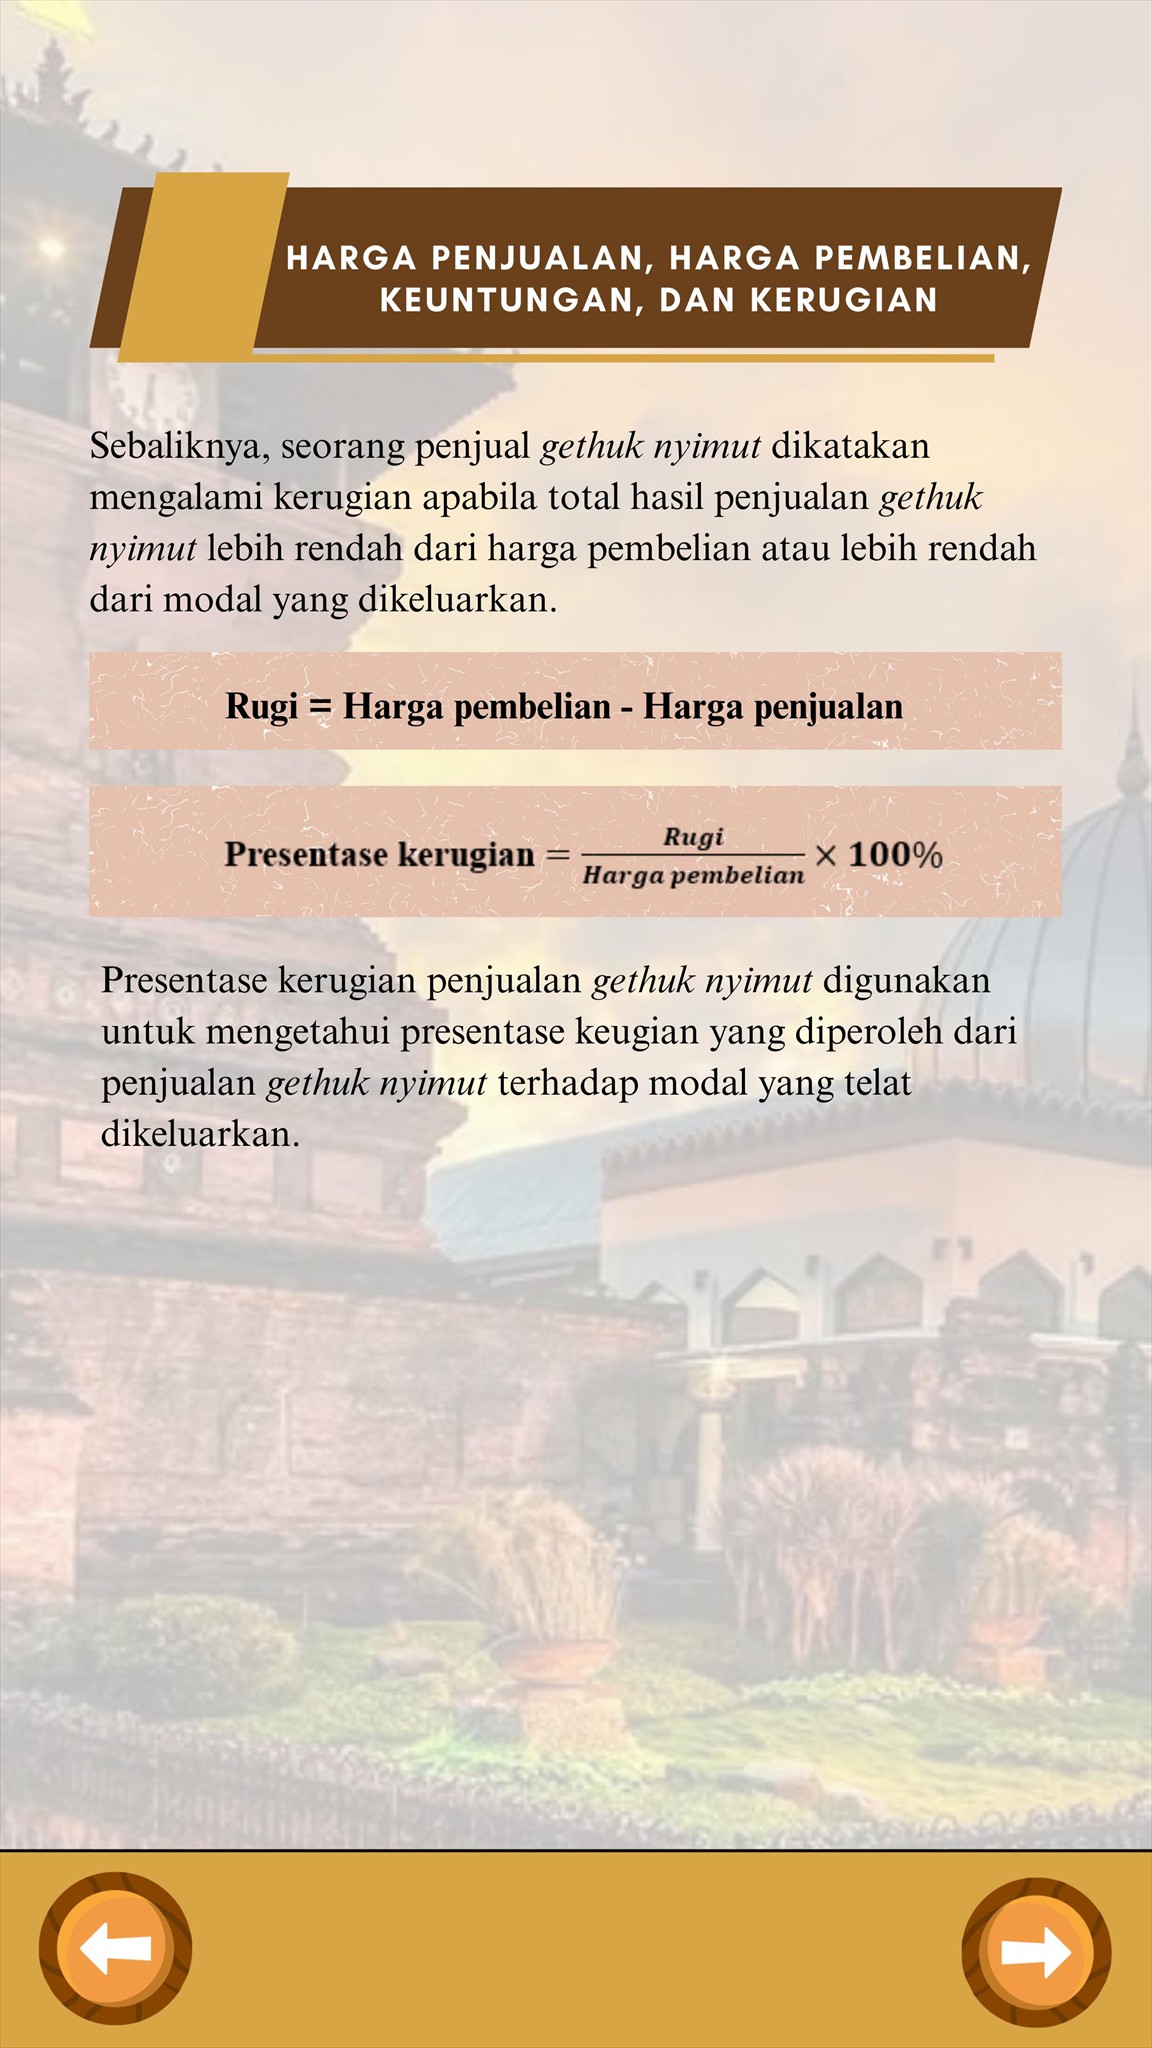 HARGA PENJUALAN, HARGA PEMBELIAN,
KEUNTUNGAN, DAN KERUGIAN
Sebaliknya, seorang penjual gethuk nyimut dikatakan
mengalami kerugian apabila total hasil penjualan gethuk
nyimut lebih rendah dari harga pembelian atau lebih rendah
dari modal yang dikeluarkan.
Rugi = Harga pembelian - Harga penjualan
Presentase kerugian = Rugi / Harga pembelian × 100%
Presentase kerugian penjualan gethuk nyimut digunakan
untuk mengetahui presentase keugian yang diperoleh dari
penjualan gethuk nyimut terhadap modal yang telat
dikeluarkan.